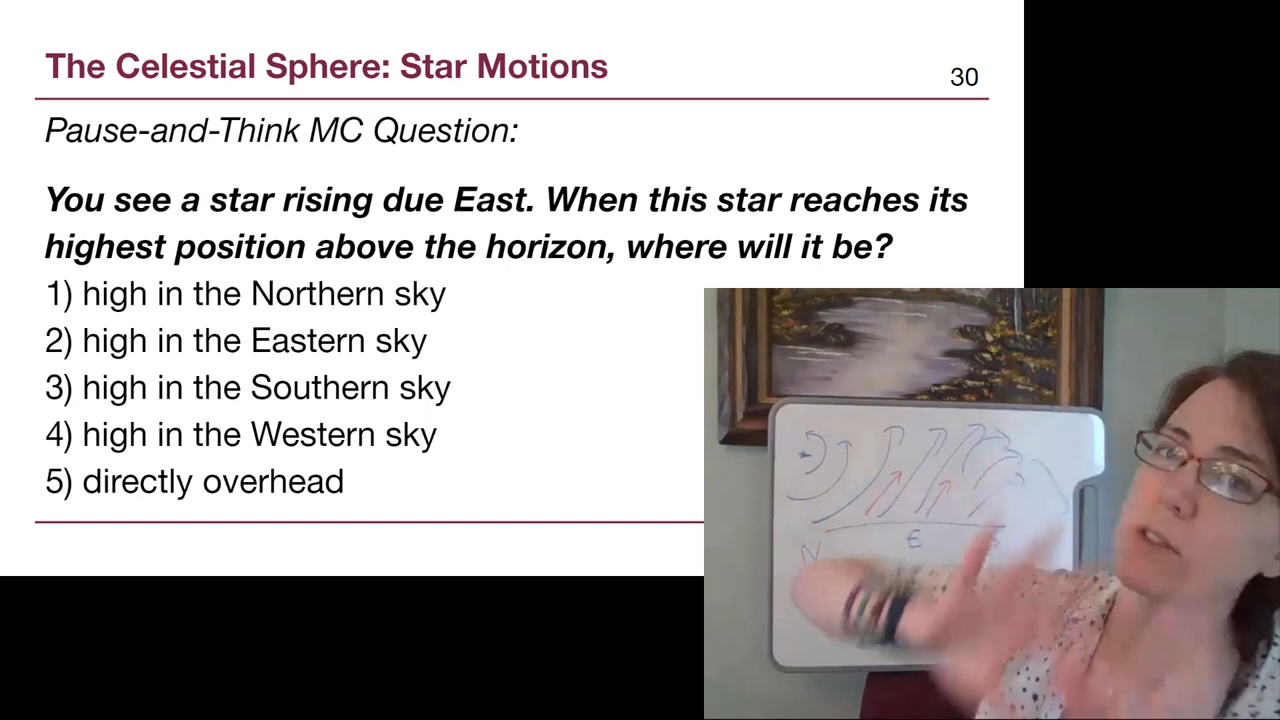 The Celestial Sphere: Star Motions
30
Pause-and-Think MC Question:
You see a star rising due East. When this star reaches its
highest position above the horizon, where will it be?
1) high in the Northern sky
2) high in the Eastern sky
3) high in the Southern sky
4) high in the Western sky
5) directly overhead
N E